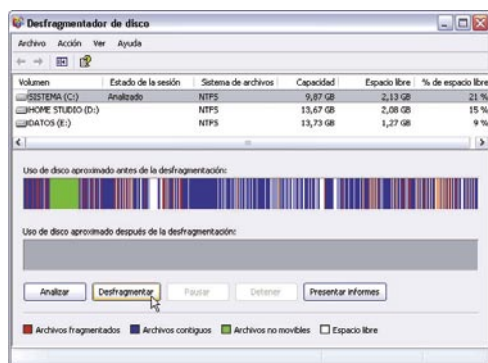 Desfragmentador de disco
Archivo Acción Ver Ayuda
Volumen Estado de la sesión Sistema de archivos Capacidad Espacio libre % de espacio libre
SISTEMA (C:) Analizado NTFS 9,87 GB 2,13 GB 21 %
HOME STUDIO (D:) NTFS 13,67 GB 2,08 GB 15 %
DATOS (E:) NTFS 13,73 GB 1,27 GB 9 %
Uso de disco aproximado antes de la desfragmentación:
Uso de disco aproximado después de la desfragmentación:
Analizar Desfragmentar Pausar Detener Presentar informes
Archivos fragmentados Archivos contiguos Archivos no movibles Espacio libre